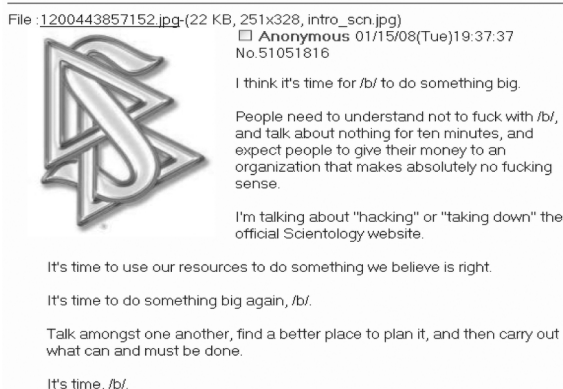 File :1200443857152.jpg-(22 KB, 251x328, intro_scn.jpg)
Anonymous 01/15/08(Tue)19:37:37
No.51051816
I think it's time for /b/ to do something big.
People need to understand not to fuck with /b/,
and talk about nothing for ten minutes, and
expect people to give their money to an
organization that makes absolutely no fucking
sense.
I'm talking about "hacking" or "taking down" the
official Scientology website.
It's time to use our resources to do something we believe is right.
It's time to do something big again, /b/.
Talk amongst one another, find a better place to plan it, and then carry out
what can and must be done.
It's time, /b/.